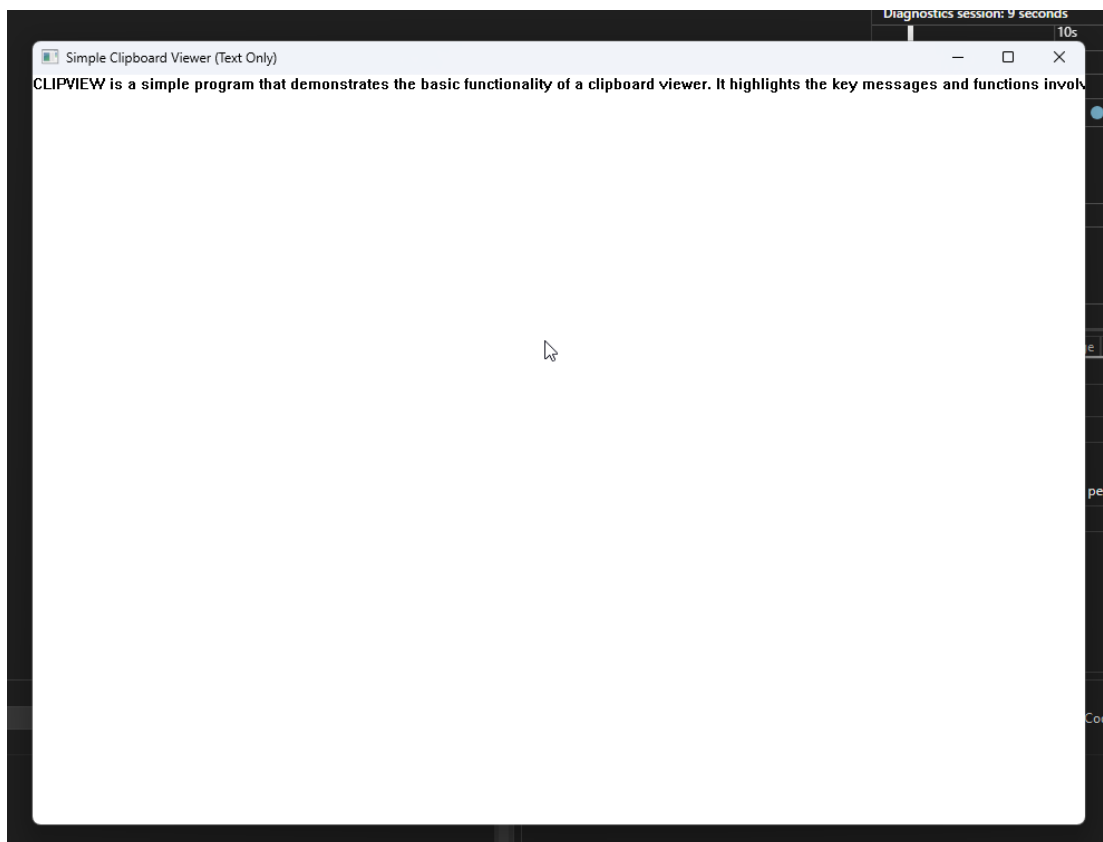 Diagnostics session: 9 seconds
10s
Simple Clipboard Viewer (Text Only)
CLIPVIEW is a simple program that demonstrates the basic functionality of a clipboard viewer. It highlights the key messages and functions involv